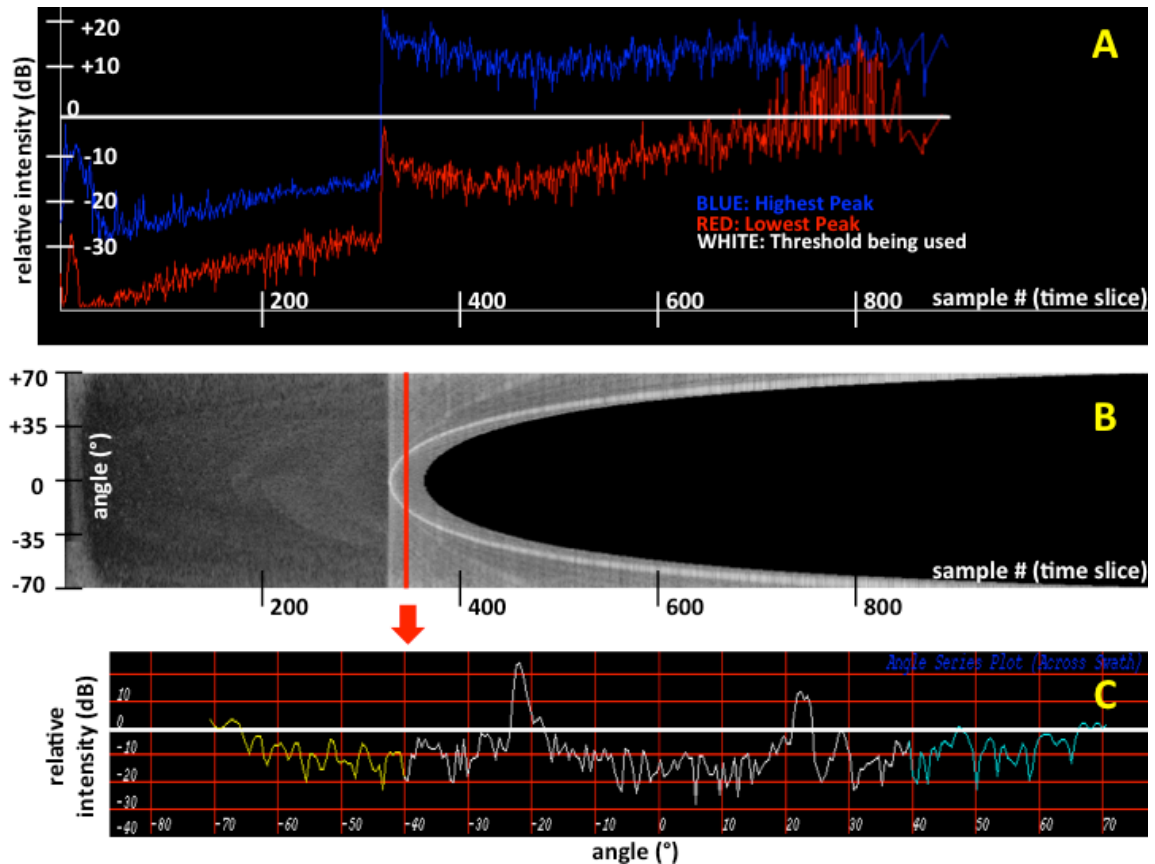 A
relative intensity (dB)
+20
+10
0
-10
-20
-30
BLUE: Highest Peak
RED: Lowest Peak
WHITE: Threshold being used
200 400 600 800 sample # (time slice)
B
angle (°)
+70
+35
0
-35
-70
sample # (time slice)
200 400 600 800
Angle Series Plot (Across Swath)
C
relative
intensity (dB)
10
0
-10
-20
-30
-40 -80 -70 -60 -50 -40 -30 -20 -10 0 10 20 30 40 50 60 70
angle (°)